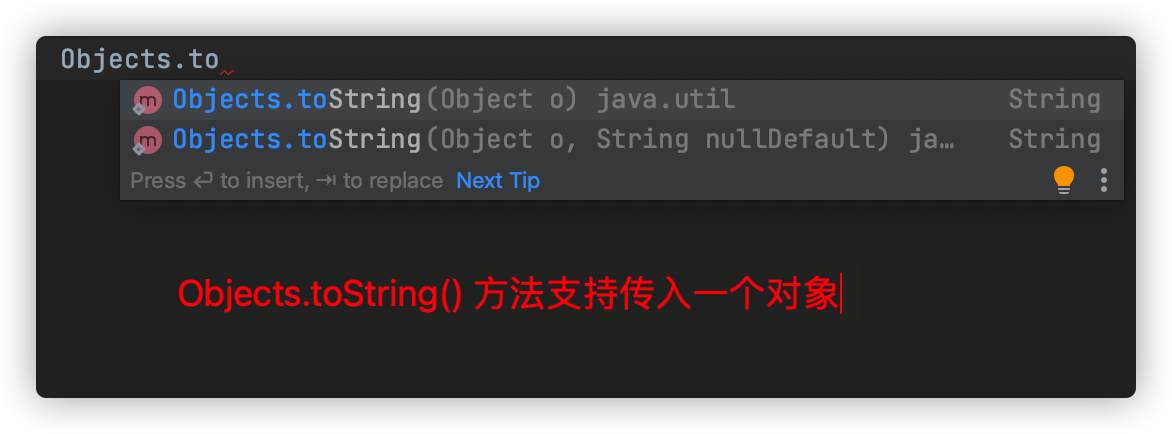 Objects.to
Objects.toString(Object o) java.util String
Objects.toString(Object o, String nullDefault) ja… String
Press ⏎ to insert, ⇥ to replace Next Tip
Objects.toString() 方法支持传入一个对象